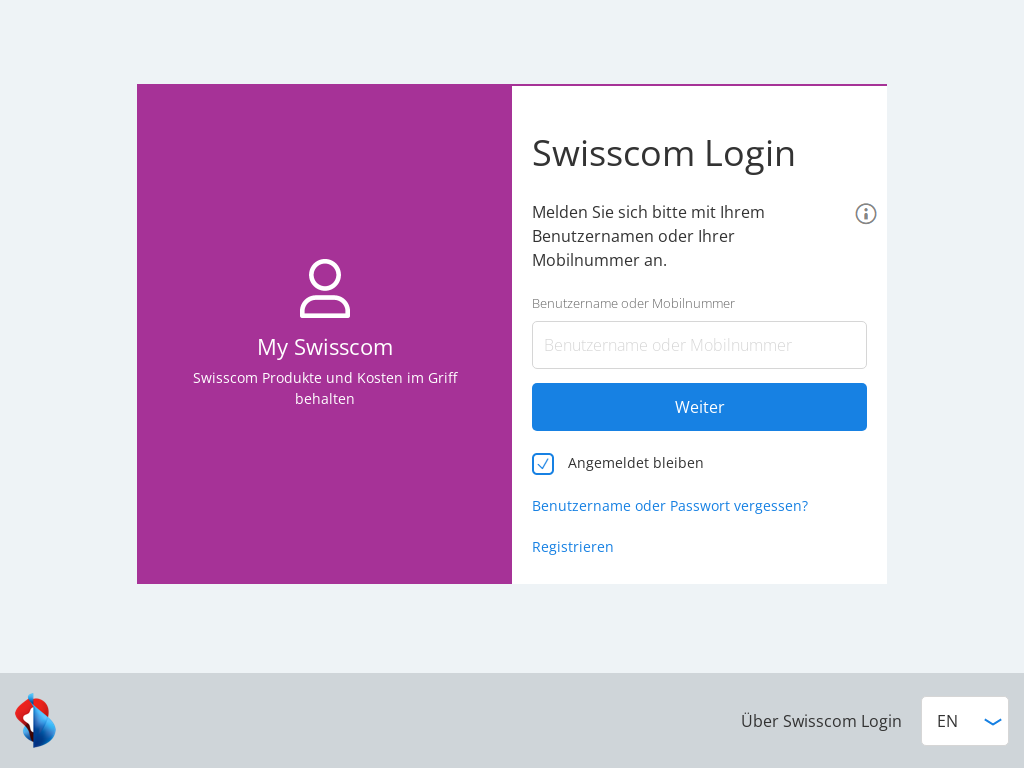 My Swisscom
Swisscom Produkte und Kosten im Griff
behalten
Swisscom Login
Melden Sie sich bitte mit Ihrem
Benutzernamen oder Ihrer
Mobilnummer an.
Benutzername oder Mobilnummer
Benutzername oder Mobilnummer
Weiter
Angemeldet bleiben
Benutzername oder Passwort vergessen?
Registrieren
Über Swisscom Login
EN